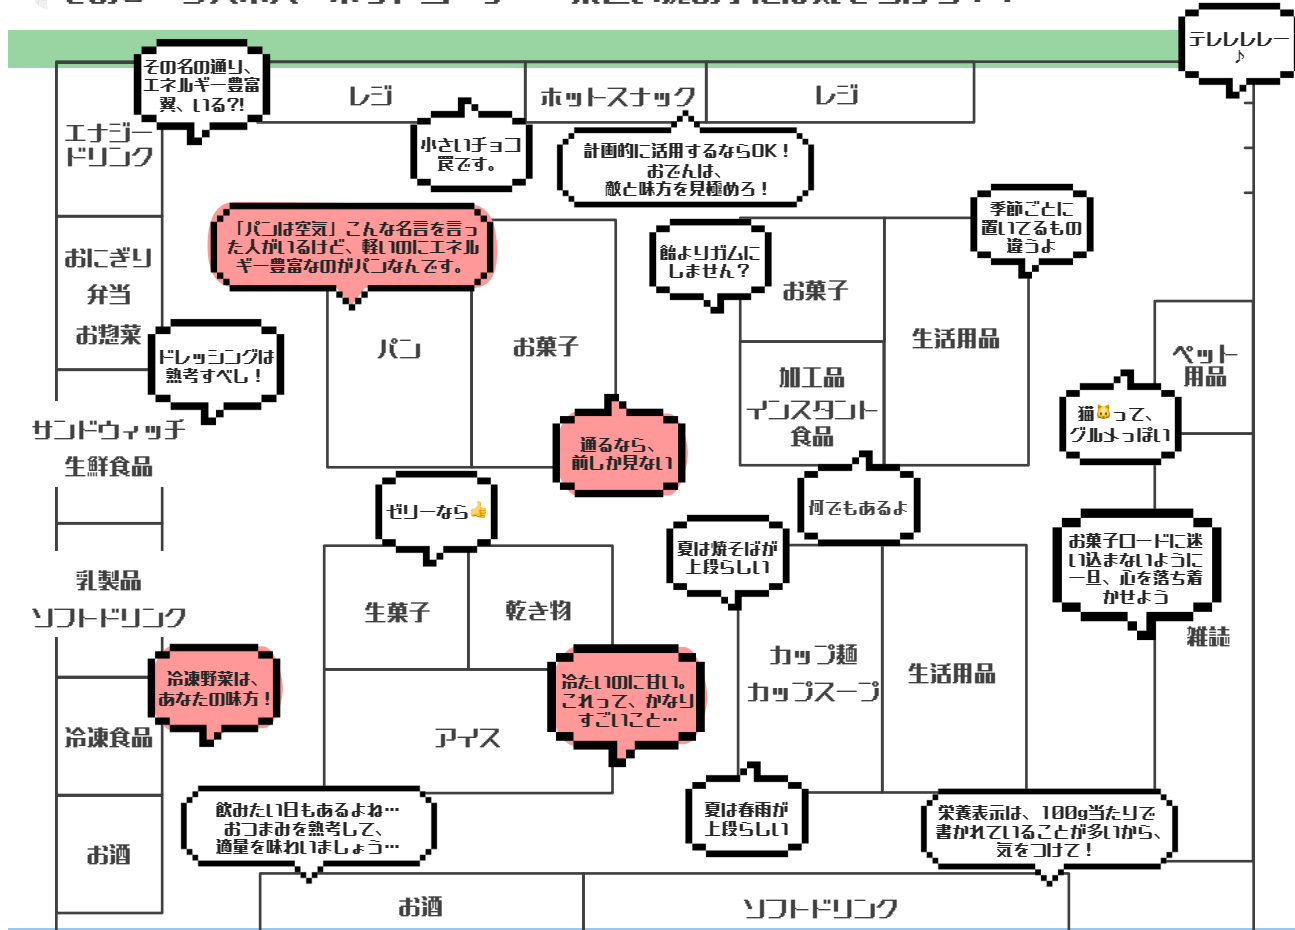 テレレレレー
♪
その名の通り、
エネルギー豊富
翼、いる?!
レジ
ホットスナック
レジ
エナジー
ドリンク
小さいチョコ
罠です。
計画的に活用するならOK！
おでんは、
敵と味方を見極めろ！
「パンは空気」こんな名言を言っ
た人がいるけど、軽いのにエネル
ギー豊富なのがパンなんです。
季節ごとに
置いてるもの
違うよ
飴よりガムに
しません？
おにぎり
弁当
お惣菜
お菓子
生活用品
パン
お菓子
ドレッシングは
熟考すべし！
ペット
用品
加工品
インスタント
食品
猫🐱って、
グルメっぽい
サンドウィッチ
生鮮食品
通るなら、
前しか見ない
ゼリーなら👍
何でもあるよ
夏は焼そばが
上段らしい
お菓子ロードに迷
い込まないように
一旦、心を落ち着
かせよう
乳製品
ソフトドリンク
生菓子
乾き物
雑誌
カップ麺
カップスープ
生活用品
冷凍野菜は、
あなたの味方！
冷たいのに甘い。
これって、かなり
すごいこと…
冷凍食品
アイス
飲みたい日もあるよね…
おつまみを熟考して、
適量を味わいましょう…
夏は春雨が
上段らしい
栄養表示は、100g当たりで
書かれていることが多いから、
気をつけて！
お酒
お酒
ソフトドリンク